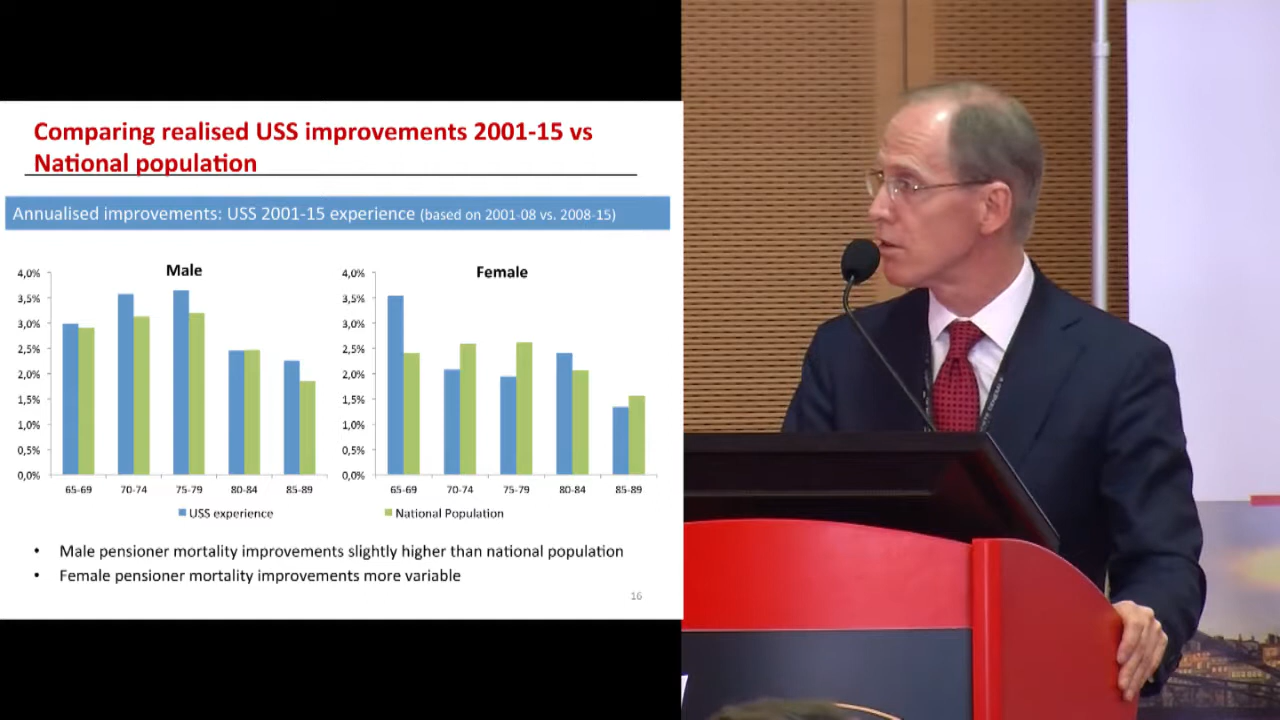 Comparing realised USS improvements 2001-15 vs
National population
Annualised improvements: USS 2001-15 experience (based on 2001-08 vs. 2008-15)
Male
4,0%
3,5%
3,0%
2,5%
2,0%
1,5%
1,0%
0,5%
0,0%
65-69 70-74 75-79 80-84 85-89
Female
4,0%
3,5%
3,0%
2,5%
2,0%
1,5%
1,0%
0,5%
0,0%
65-69 70-74 75-79 80-84 85-89
USS experience National Population
• Male pensioner mortality improvements slightly higher than national population
• Female pensioner mortality improvements more variable
16